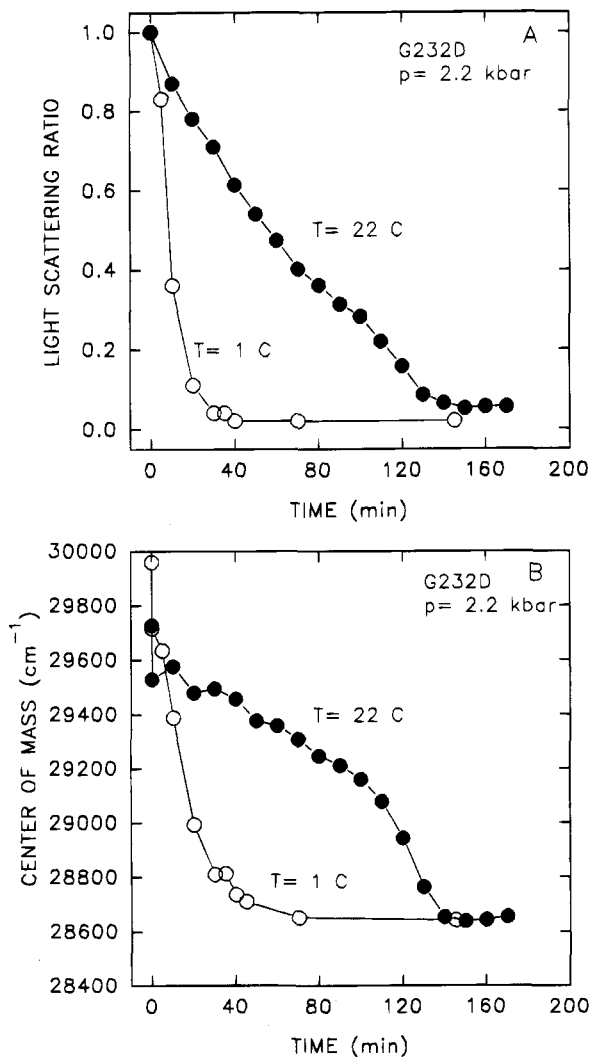 A
G232D
p= 2.2 kbar
1.0
0.8
0.6
0.4
0.2
0.0
LIGHT SCATTERING RATIO
T= 22 C
T= 1 C
0 40 80 120 160 200
TIME (min)
B
G232D
p= 2.2 kbar
30000
29800
29600
29400
29200
29000
28800
28600
28400
CENTER OF MASS (cm⁻¹)
T= 22 C
T= 1 C
0 40 80 120 160 200
TIME (min)